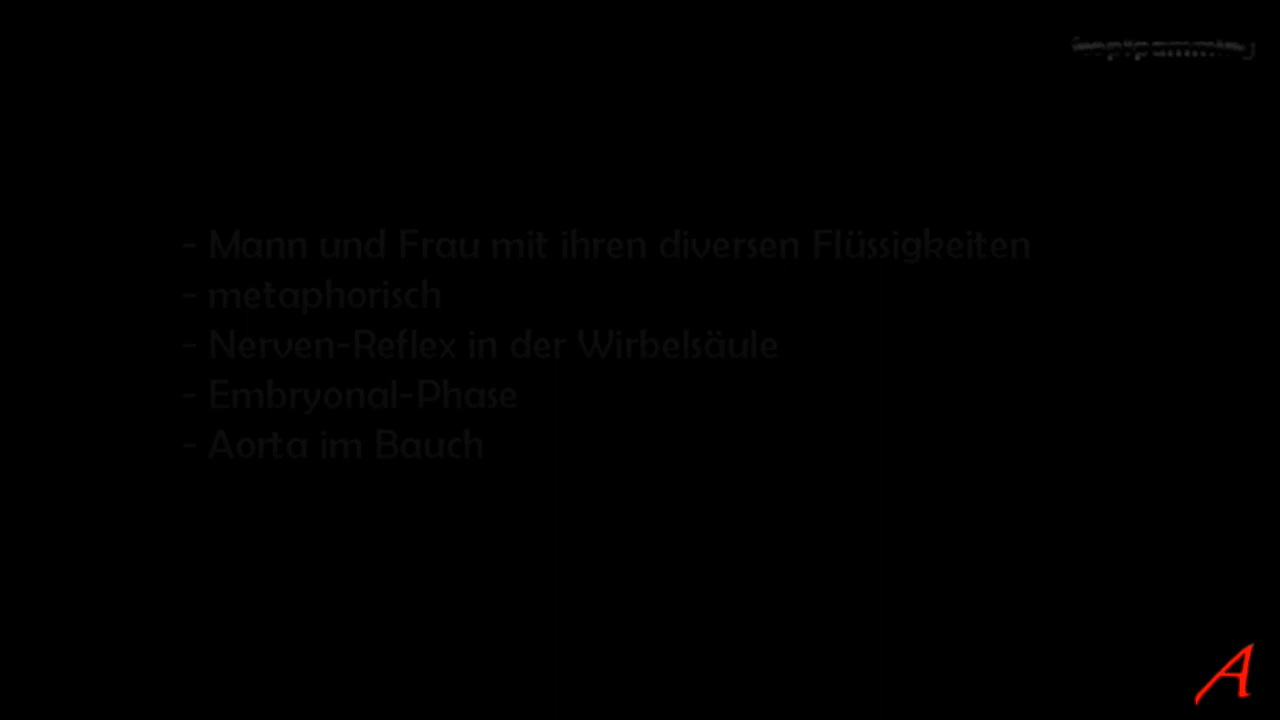 - Mann und Frau mit ihren diversen Flüssigkeiten
- metaphorisch
- Nerven-Reflex in der Wirbelsäule
- Embryonal-Phase
- Aorta im Bauch
A